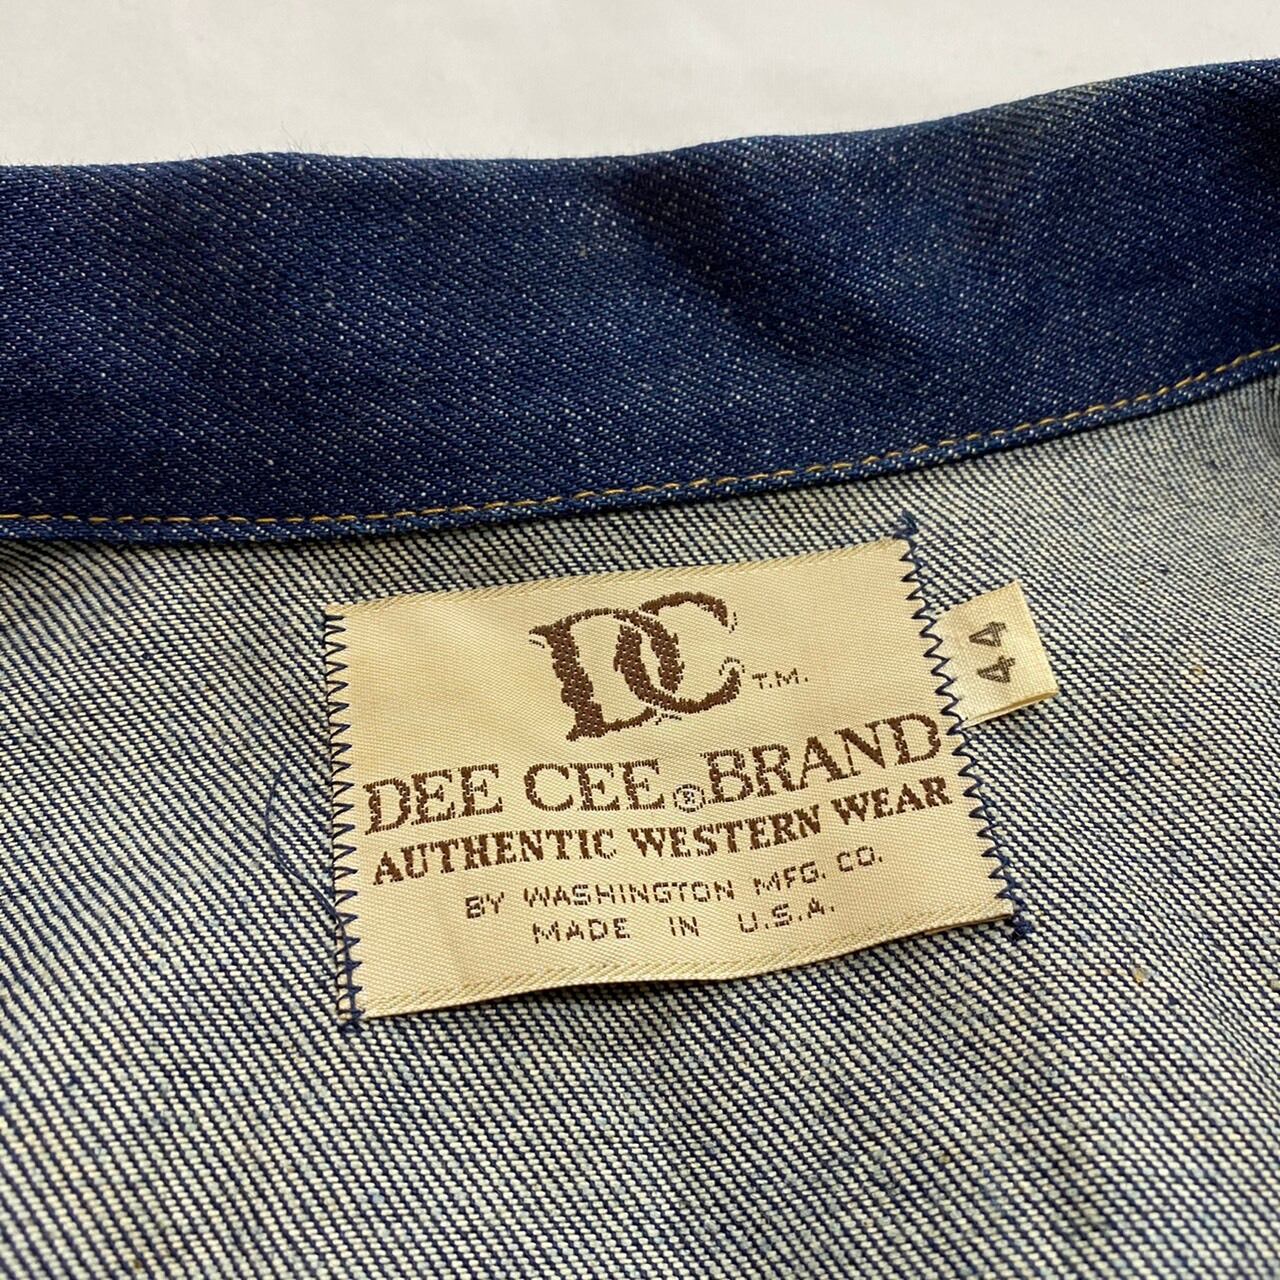 DC T.M.
DEE CEE ® BRAND
AUTHENTIC WESTERN WEAR
BY WASHINGTON MFG. CO.
MADE IN U.S.A.
44